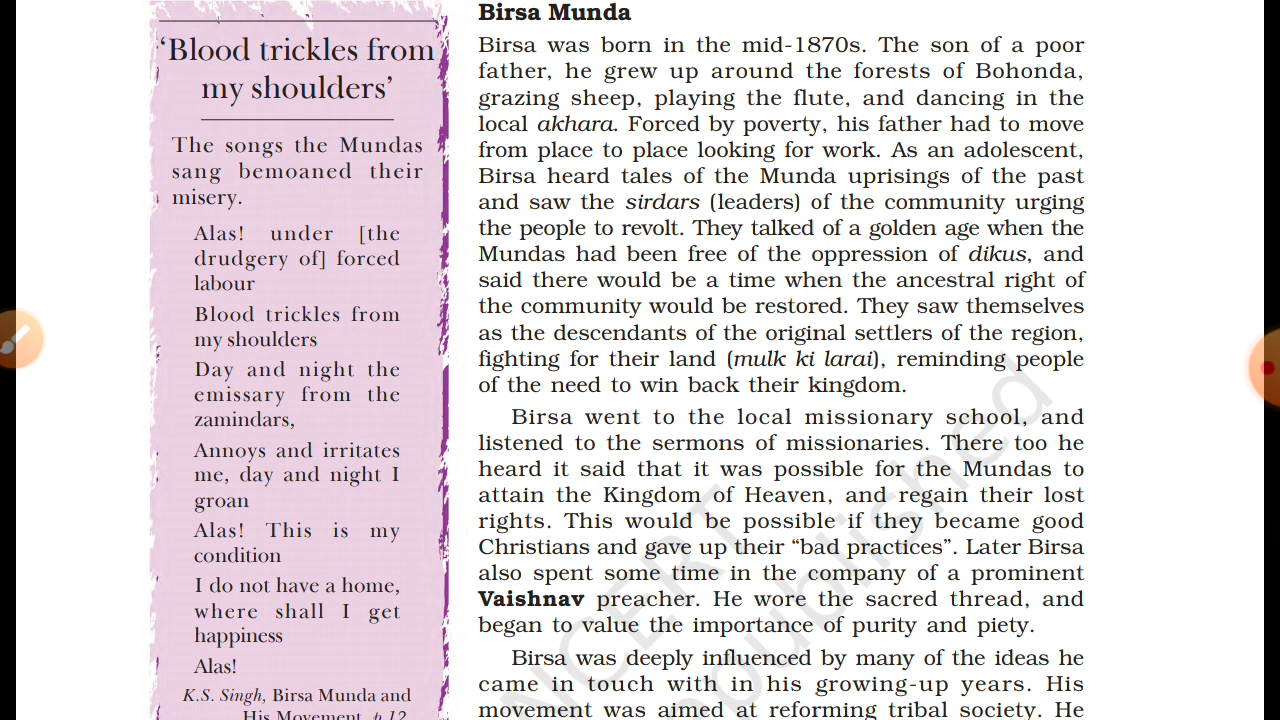 ‘Blood trickles from
my shoulders’
The songs the Mundas
sang bemoaned their
misery.
Alas! under [the
drudgery of] forced
labour
Blood trickles from
my shoulders
Day and night the
emissary from the
zamindars,
Annoys and irritates
me, day and night I
groan
Alas! This is my
condition
I do not have a home,
where shall I get
happiness
Alas!
K.S. Singh, Birsa Munda and
His Movement, p.12
Birsa Munda
Birsa was born in the mid-1870s. The son of a poor
father, he grew up around the forests of Bohonda,
grazing sheep, playing the flute, and dancing in the
local akhara. Forced by poverty, his father had to move
from place to place looking for work. As an adolescent,
Birsa heard tales of the Munda uprisings of the past
and saw the sirdars (leaders) of the community urging
the people to revolt. They talked of a golden age when the
Mundas had been free of the oppression of dikus, and
said there would be a time when the ancestral right of
the community would be restored. They saw themselves
as the descendants of the original settlers of the region,
fighting for their land (mulk ki larai), reminding people
of the need to win back their kingdom.
Birsa went to the local missionary school, and
listened to the sermons of missionaries. There too he
heard it said that it was possible for the Mundas to
attain the Kingdom of Heaven, and regain their lost
rights. This would be possible if they became good
Christians and gave up their “bad practices”. Later Birsa
also spent some time in the company of a prominent
Vaishnav preacher. He wore the sacred thread, and
began to value the importance of purity and piety.
Birsa was deeply influenced by many of the ideas he
came in touch with in his growing-up years. His
movement was aimed at reforming tribal society. He
NCERT
published